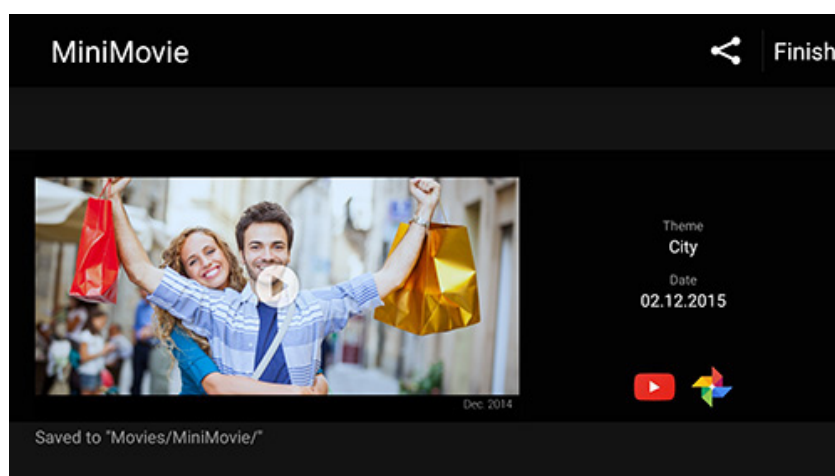 MiniMovie
Finish
Theme
City
Date
02.12.2015
Dec. 2014
Saved to "Movies/MiniMovie/"